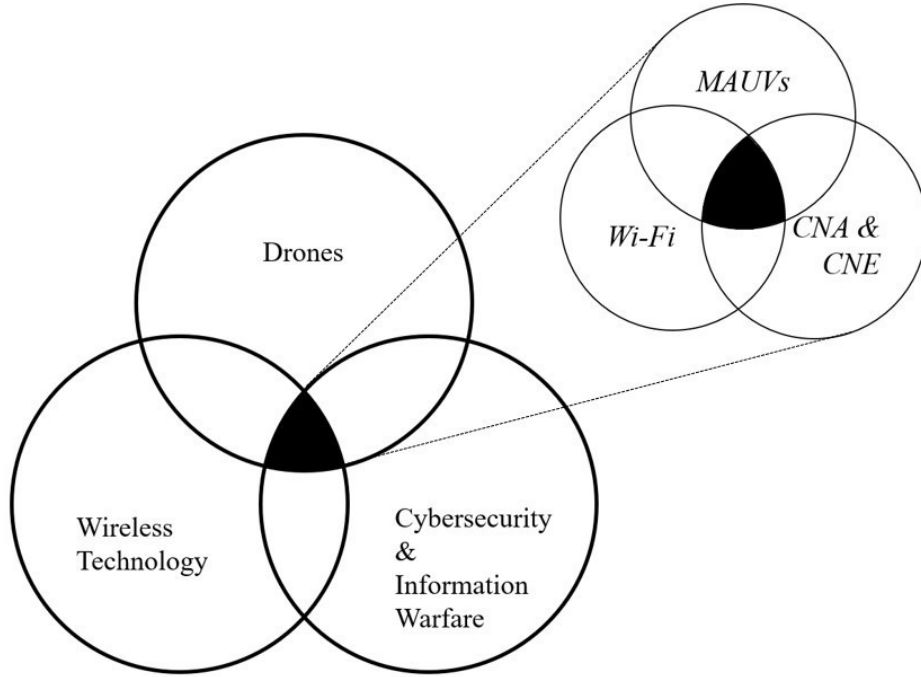 MAUVs
Wi-Fi
CNA &
CNE
Drones
Wireless
Technology
Cybersecurity
&
Information
Warfare